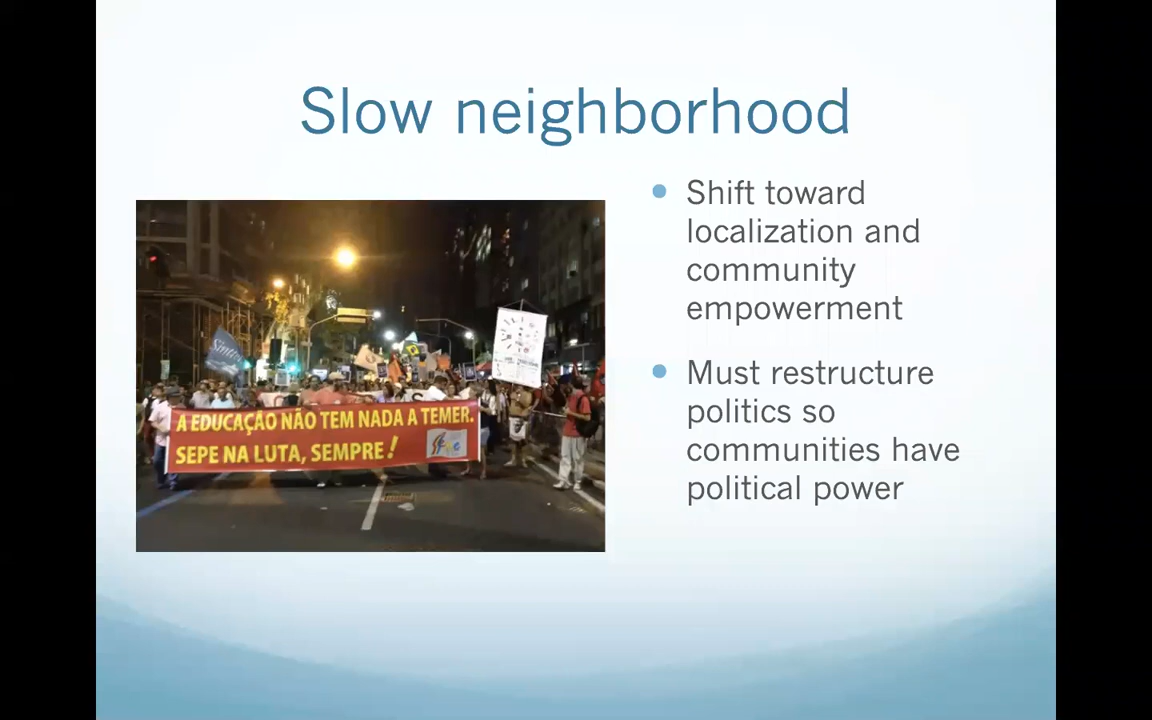 Slow neighborhood
Shift toward
localization and
community
empowerment
Must restructure
politics so
communities have
political power
A EDUCAÇÃO NÃO TEM NADA A TEMER.
SEPE NA LUTA, SEMPRE!